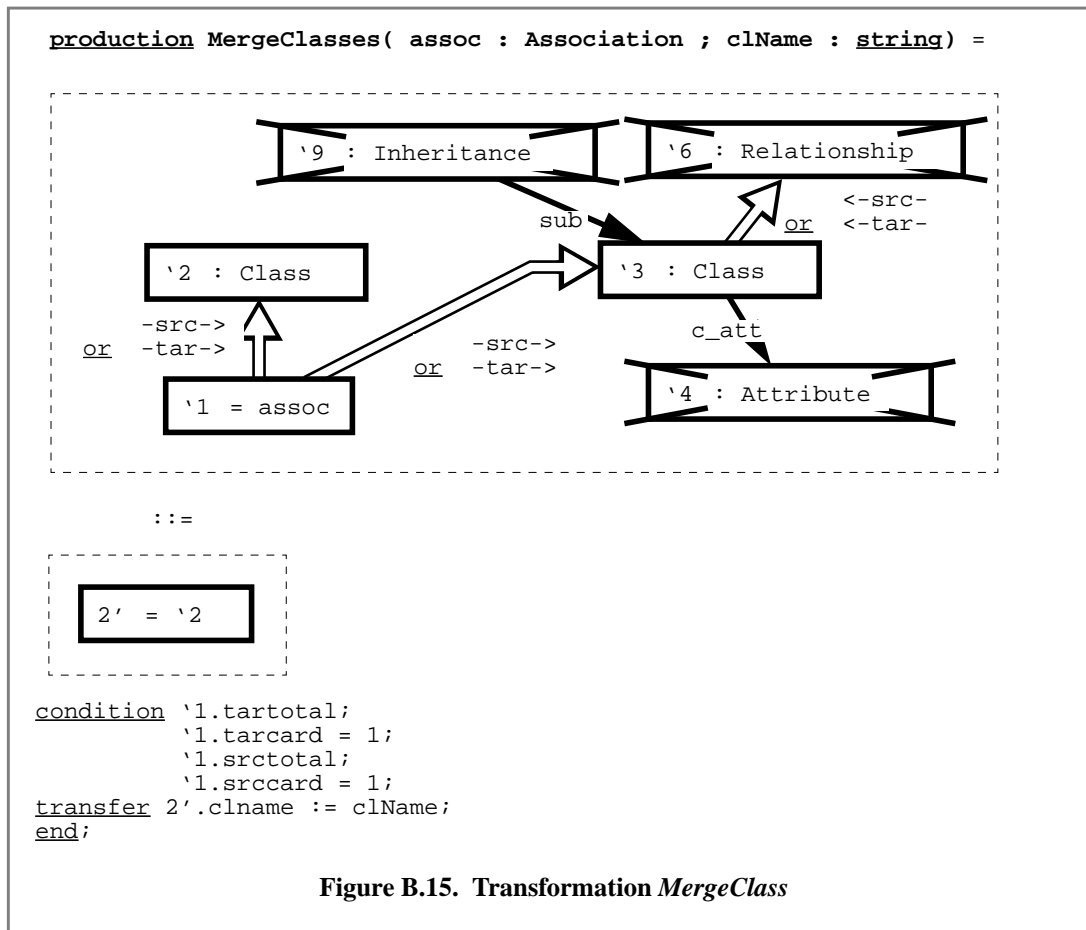 production MergeClasses( assoc : Association ; clName : string) =
‘9 : Inheritance
‘6 : Relationship
<-src-
or <-tar-
sub
‘2 : Class
‘3 : Class
-src->
or -tar->
-src->
or -tar->
c_att
‘1 = assoc
‘4 : Attribute
::=
2’ = ‘2
condition ‘1.tartotal;
‘1.tarcard = 1;
‘1.srctotal;
‘1.srccard = 1;
transfer 2’.clname := clName;
end;
Figure B.15. Transformation MergeClass